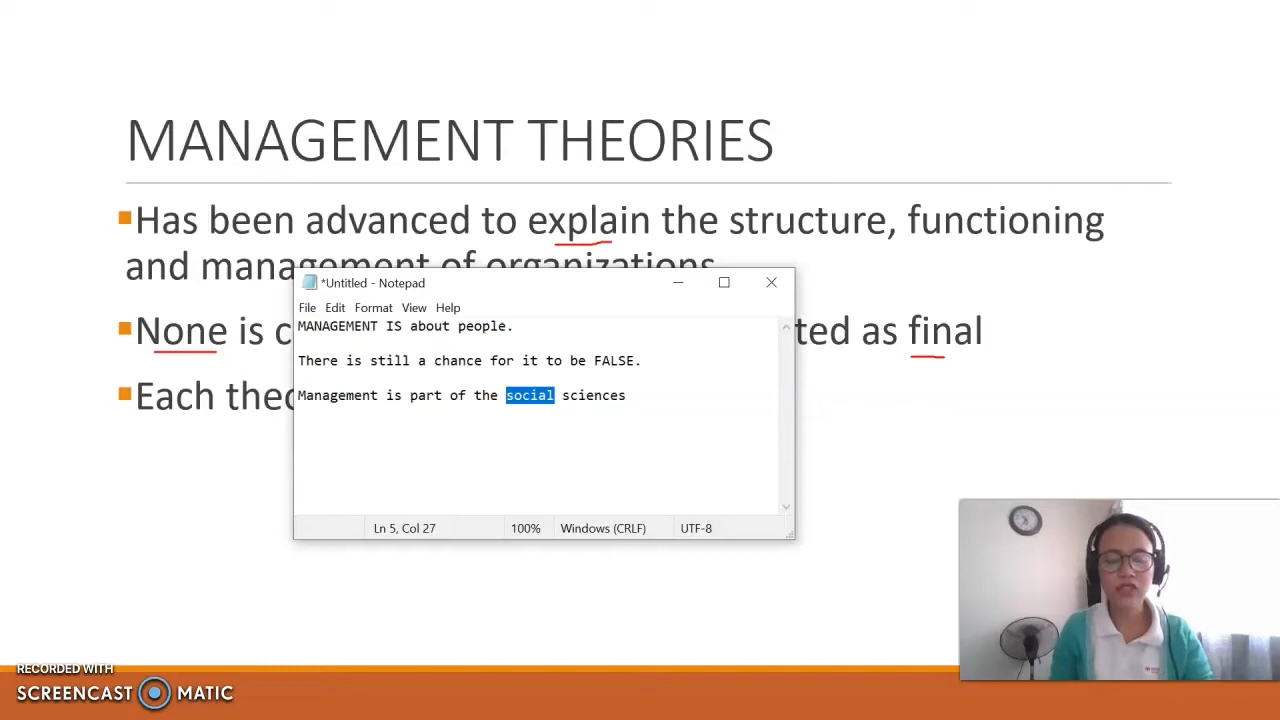 MANAGEMENT THEORIES
Has been advanced to explain the structure, functioning
and management of organizations
*Untitled - Notepad
File Edit Format View Help
MANAGEMENT IS about people.
There is still a chance for it to be FALSE.
Management is part of the social sciences
Ln 5, Col 27 100% Windows (CRLF) UTF-8
None is c ted as final
Each theo
RECORDED WITH
SCREENCAST MATIC